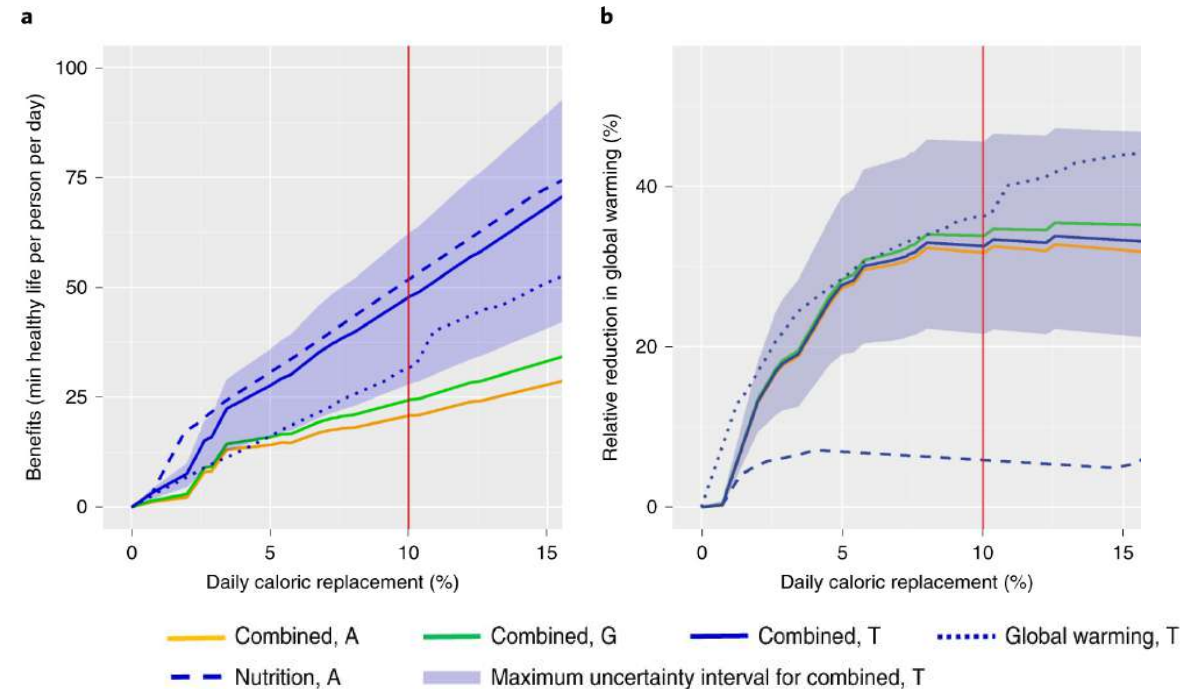 a
100
75
50
25
0
0
5
10
15
Benefits (min healthy life per person per day)
Daily caloric replacement (%)
b
40
20
0
0
5
10
15
Relative reduction in global warming (%)
Daily caloric replacement (%)
Combined, A
Combined, G
Combined, T
Global warming, T
Nutrition, A
Maximum uncertainty interval for combined, T